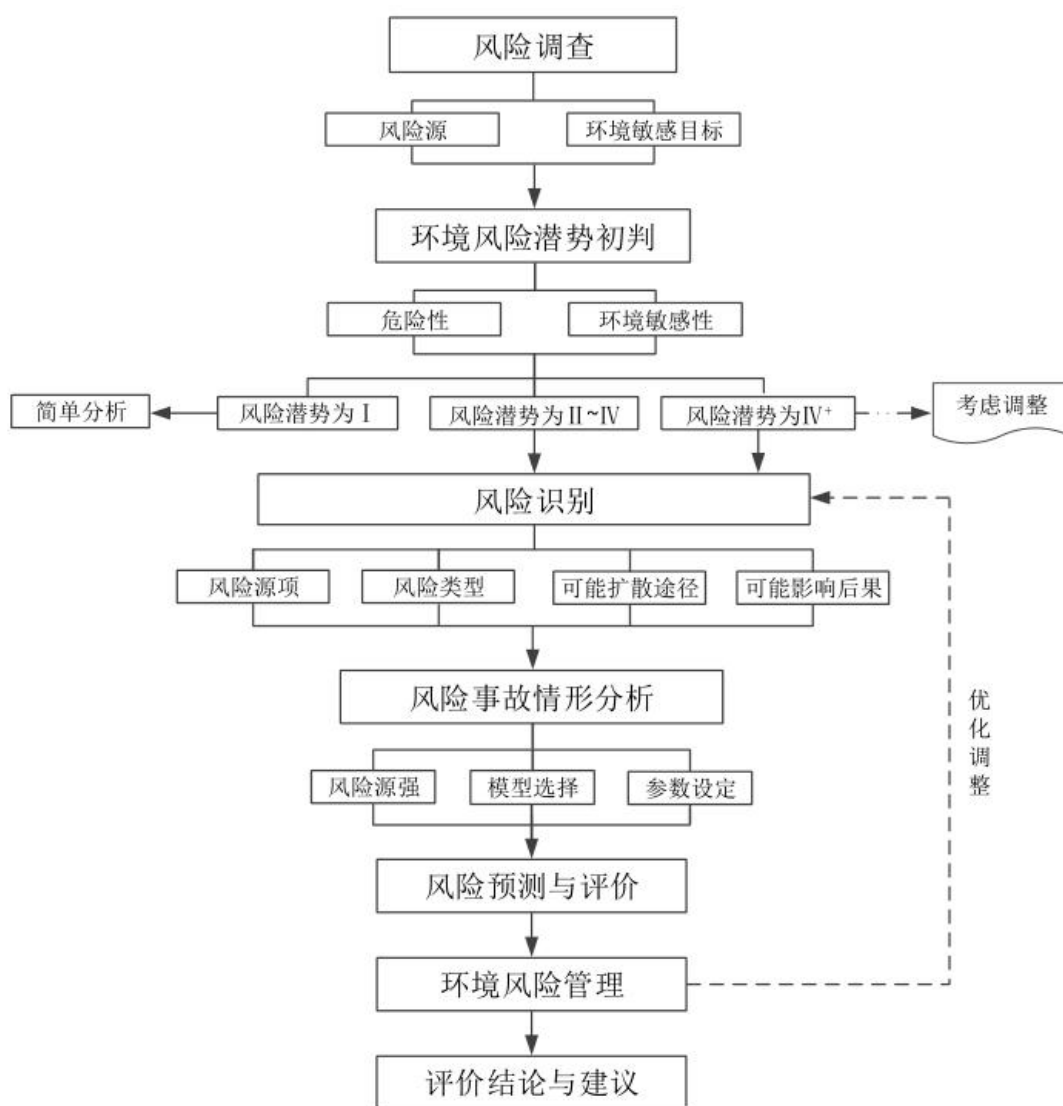 风险调查
风险源
环境敏感目标
环境风险潜势初判
危险性
环境敏感性
简单分析
风险潜势为Ⅰ
风险潜势为Ⅱ~Ⅳ
风险潜势为Ⅳ⁺
考虑调整
风险识别
风险源项
风险类型
可能扩散途径
可能影响后果
风险事故情形分析
优化调整
风险源强
模型选择
参数设定
风险预测与评价
环境风险管理
评价结论与建议